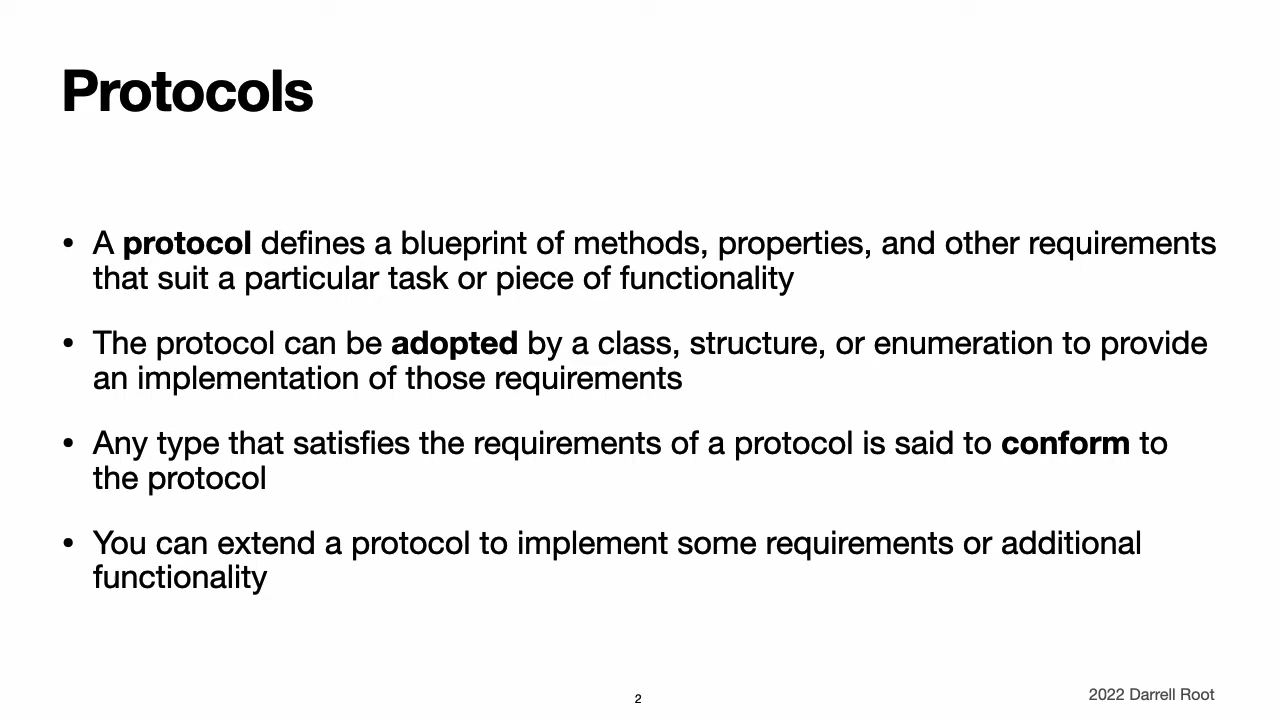 Protocols
• A protocol defines a blueprint of methods, properties, and other requirements
that suit a particular task or piece of functionality
• The protocol can be adopted by a class, structure, or enumeration to provide
an implementation of those requirements
• Any type that satisfies the requirements of a protocol is said to conform to
the protocol
• You can extend a protocol to implement some requirements or additional
functionality
2
2022 Darrell Root